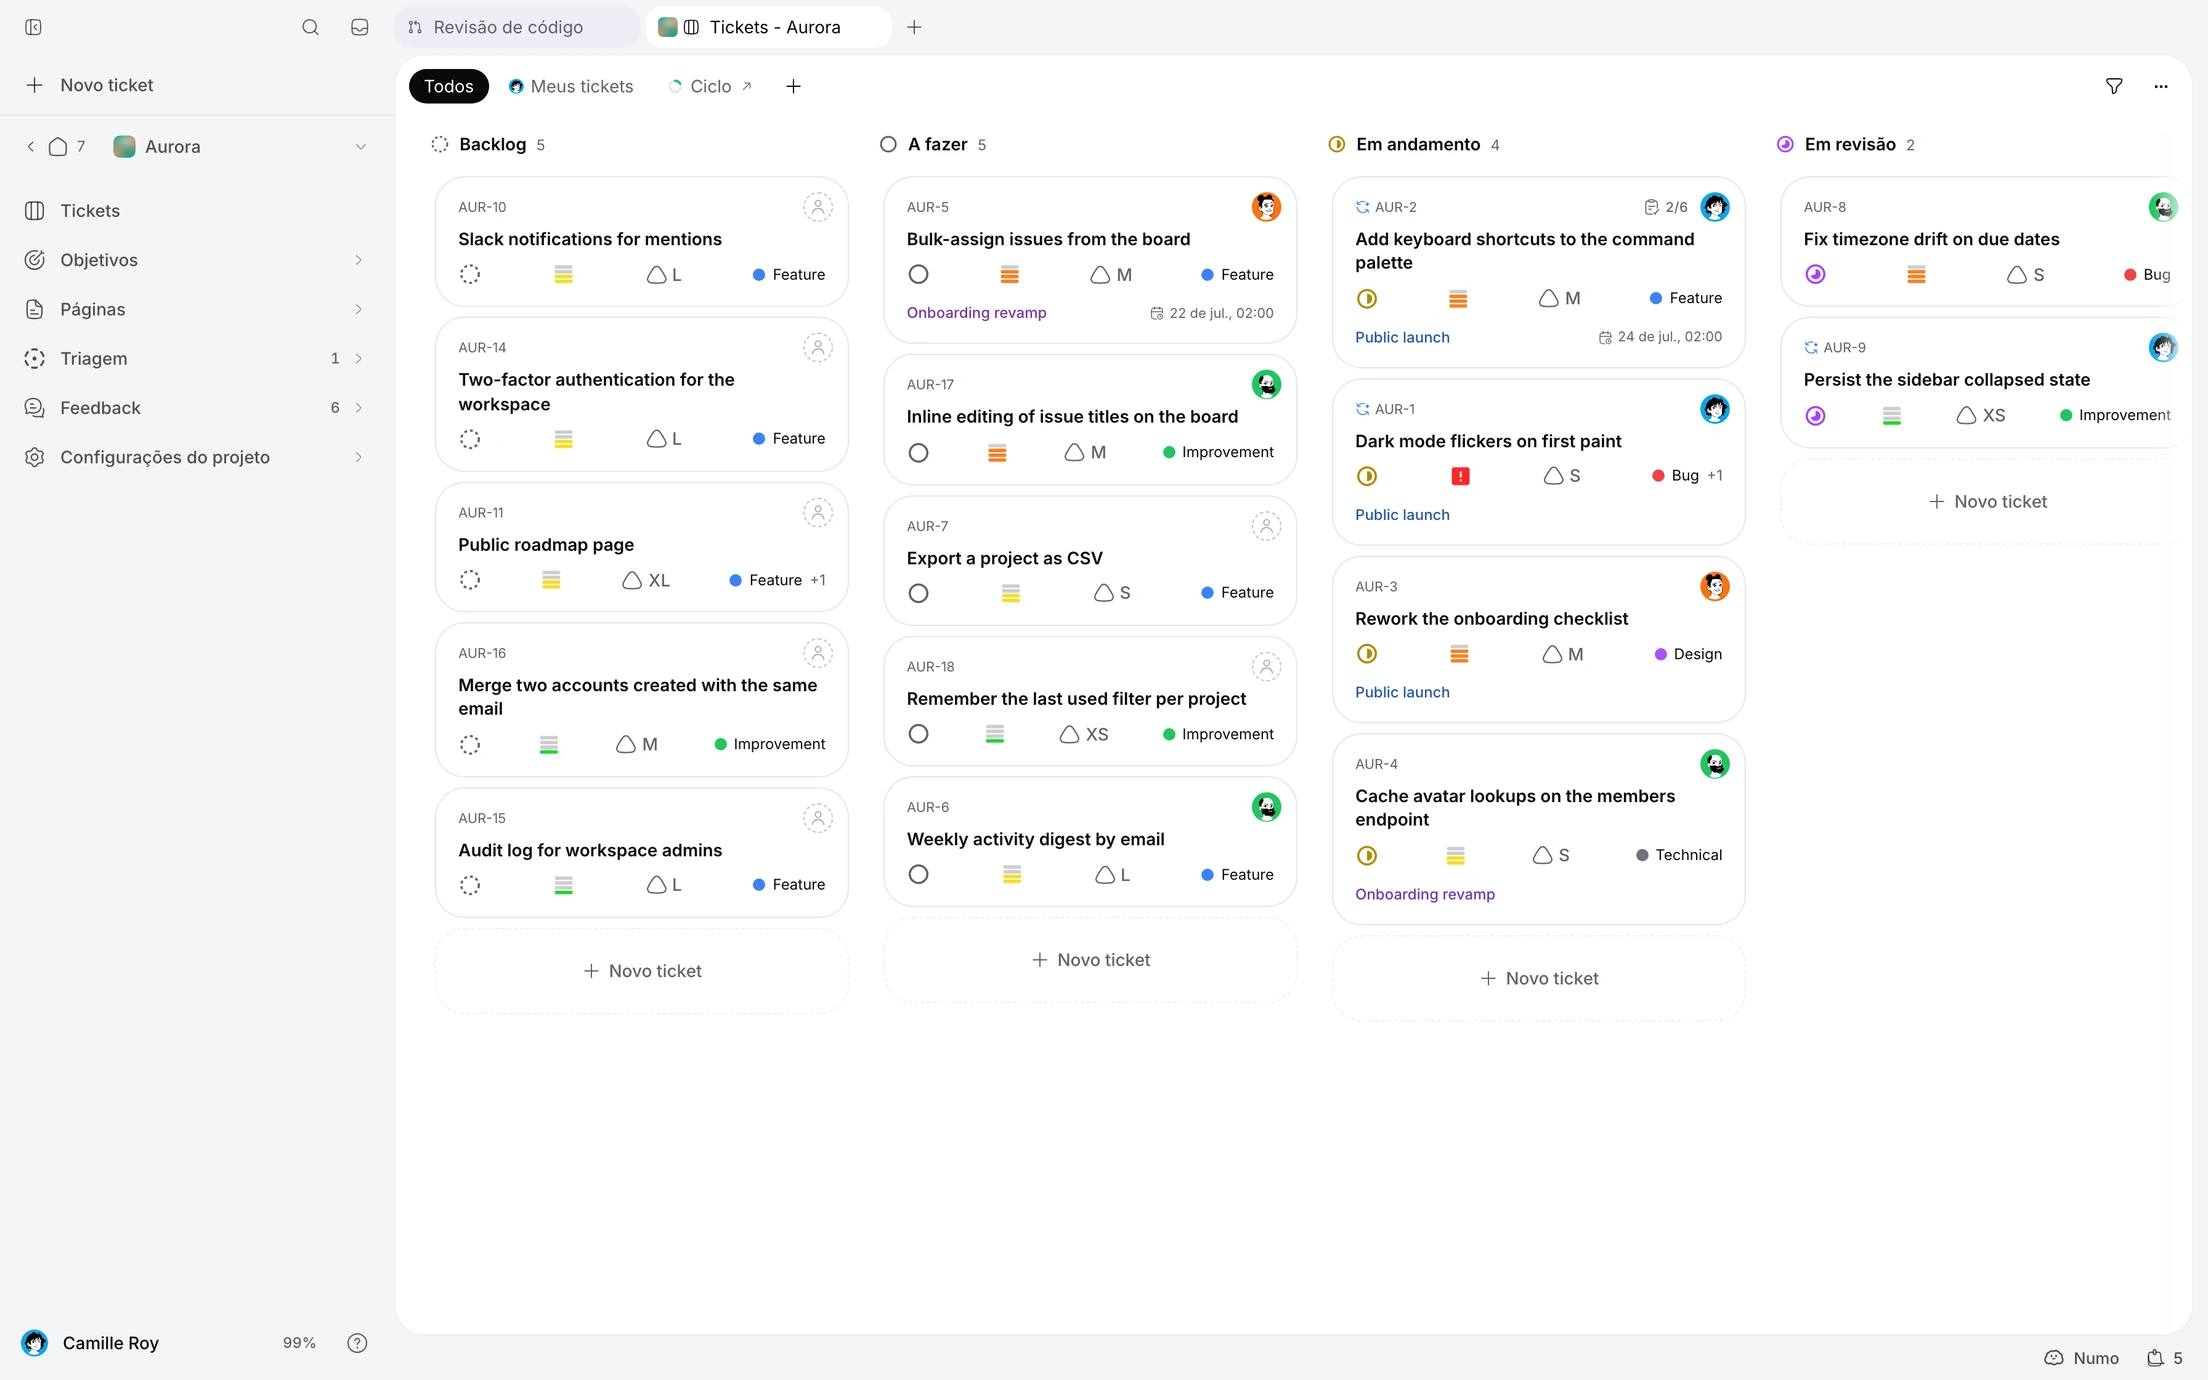 Revisão de código
Tickets - Aurora
Novo ticket
7
Aurora
Tickets
Objetivos
Páginas
Triagem
1
Feedback
6
Configurações do projeto
Camille Roy
99%
Todos
Meus tickets
Ciclo
Backlog 5
AUR-10
Slack notifications for mentions
L
Feature
AUR-14
Two-factor authentication for the
workspace
L
Feature
AUR-11
Public roadmap page
XL
Feature +1
AUR-16
Merge two accounts created with the same
email
M
Improvement
AUR-15
Audit log for workspace admins
L
Feature
Novo ticket
A fazer 5
AUR-5
Bulk-assign issues from the board
M
Feature
Onboarding revamp
22 de jul., 02:00
AUR-17
Inline editing of issue titles on the board
M
Improvement
AUR-7
Export a project as CSV
S
Feature
AUR-18
Remember the last used filter per project
XS
Improvement
AUR-6
Weekly activity digest by email
L
Feature
Novo ticket
Em andamento 4
AUR-2
2/6
Add keyboard shortcuts to the command
palette
M
Feature
Public launch
24 de jul., 02:00
AUR-1
Dark mode flickers on first paint
S
Bug +1
Public launch
AUR-3
Rework the onboarding checklist
M
Design
Public launch
AUR-4
Cache avatar lookups on the members
endpoint
S
Technical
Onboarding revamp
Novo ticket
Em revisão 2
AUR-8
Fix timezone drift on due dates
S
Bug
AUR-9
Persist the sidebar collapsed state
XS
Improvement
Novo ticket
Numo
5